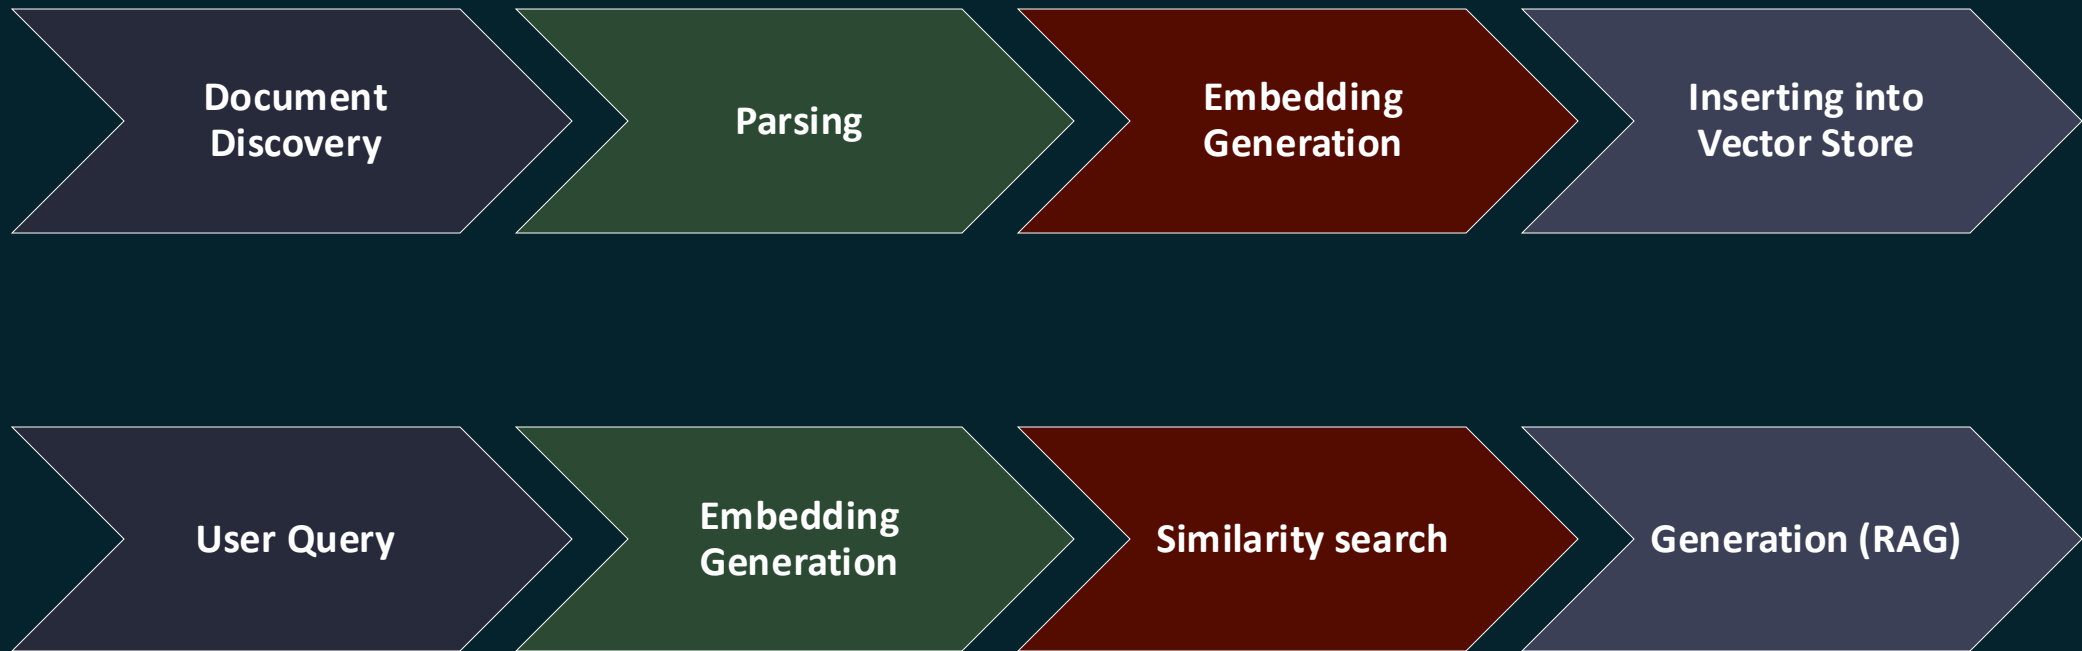 Document
Discovery
Parsing
Embedding
Generation
Inserting into
Vector Store
User Query
Embedding
Generation
Similarity search
Generation (RAG)